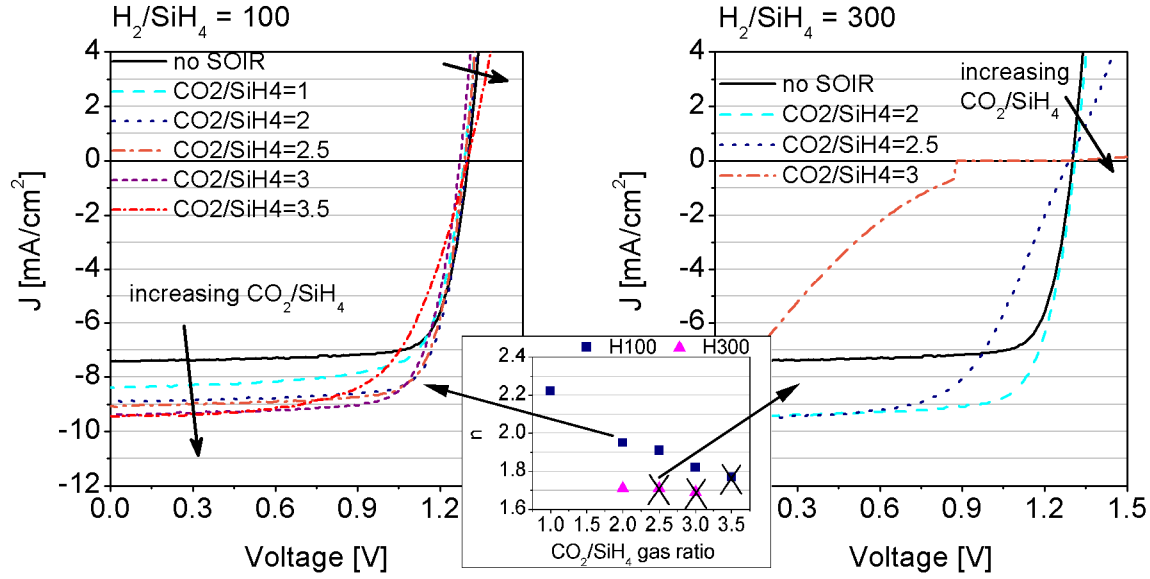 H₂/SiH₄ = 100
4
2
0
-2
-4
-6
-8
-10
-12
J [mA/cm²]
no SOIR
CO2/SiH4=1
CO2/SiH4=2
CO2/SiH4=2.5
CO2/SiH4=3
CO2/SiH4=3.5
increasing CO₂/SiH₄
0.0 0.3 0.6 0.9 1.2
Voltage [V]
H₂/SiH₄ = 300
4
2
0
-2
-4
-6
J [mA/cm²]
no SOIR
CO2/SiH4=2
CO2/SiH4=2.5
CO2/SiH4=3
increasing
CO₂/SiH₄
0.3 0.6 0.9 1.2 1.5
Voltage [V]
H100 H300
2.4
2.2
2.0
1.8
1.6
n
1.0 1.5 2.0 2.5 3.0 3.5
CO₂/SiH₄ gas ratio